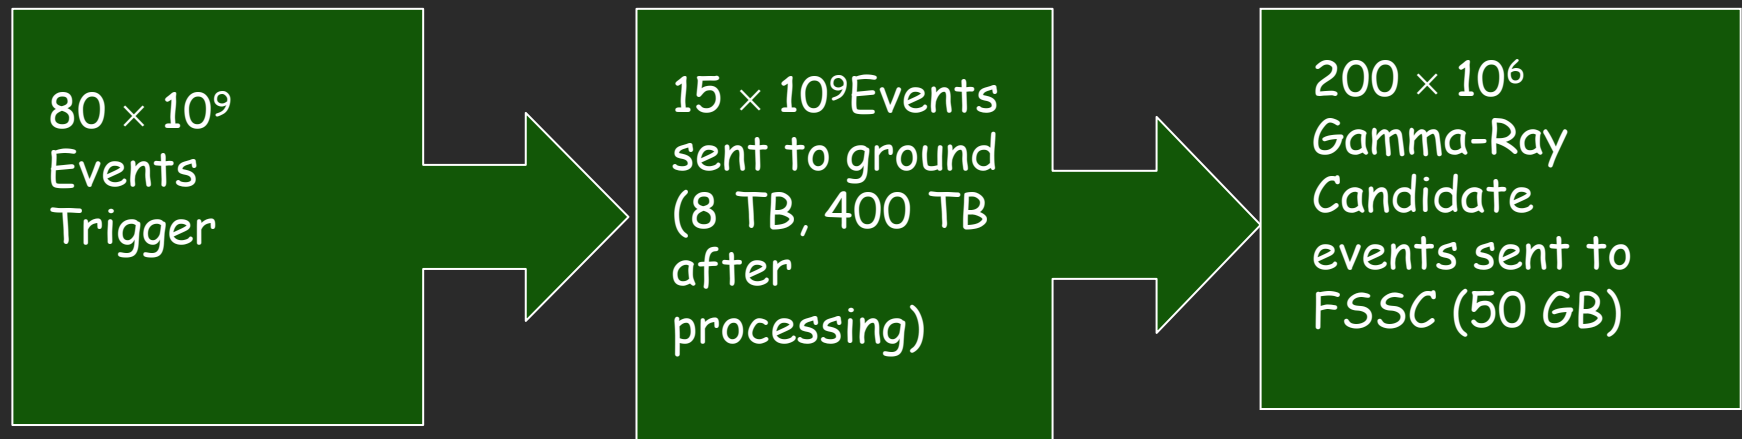 80 × 10⁹
Events
Trigger
15 × 10⁹Events
sent to ground
(8 TB, 400 TB
after
processing)
200 × 10⁶
Gamma-Ray
Candidate
events sent to
FSSC (50 GB)